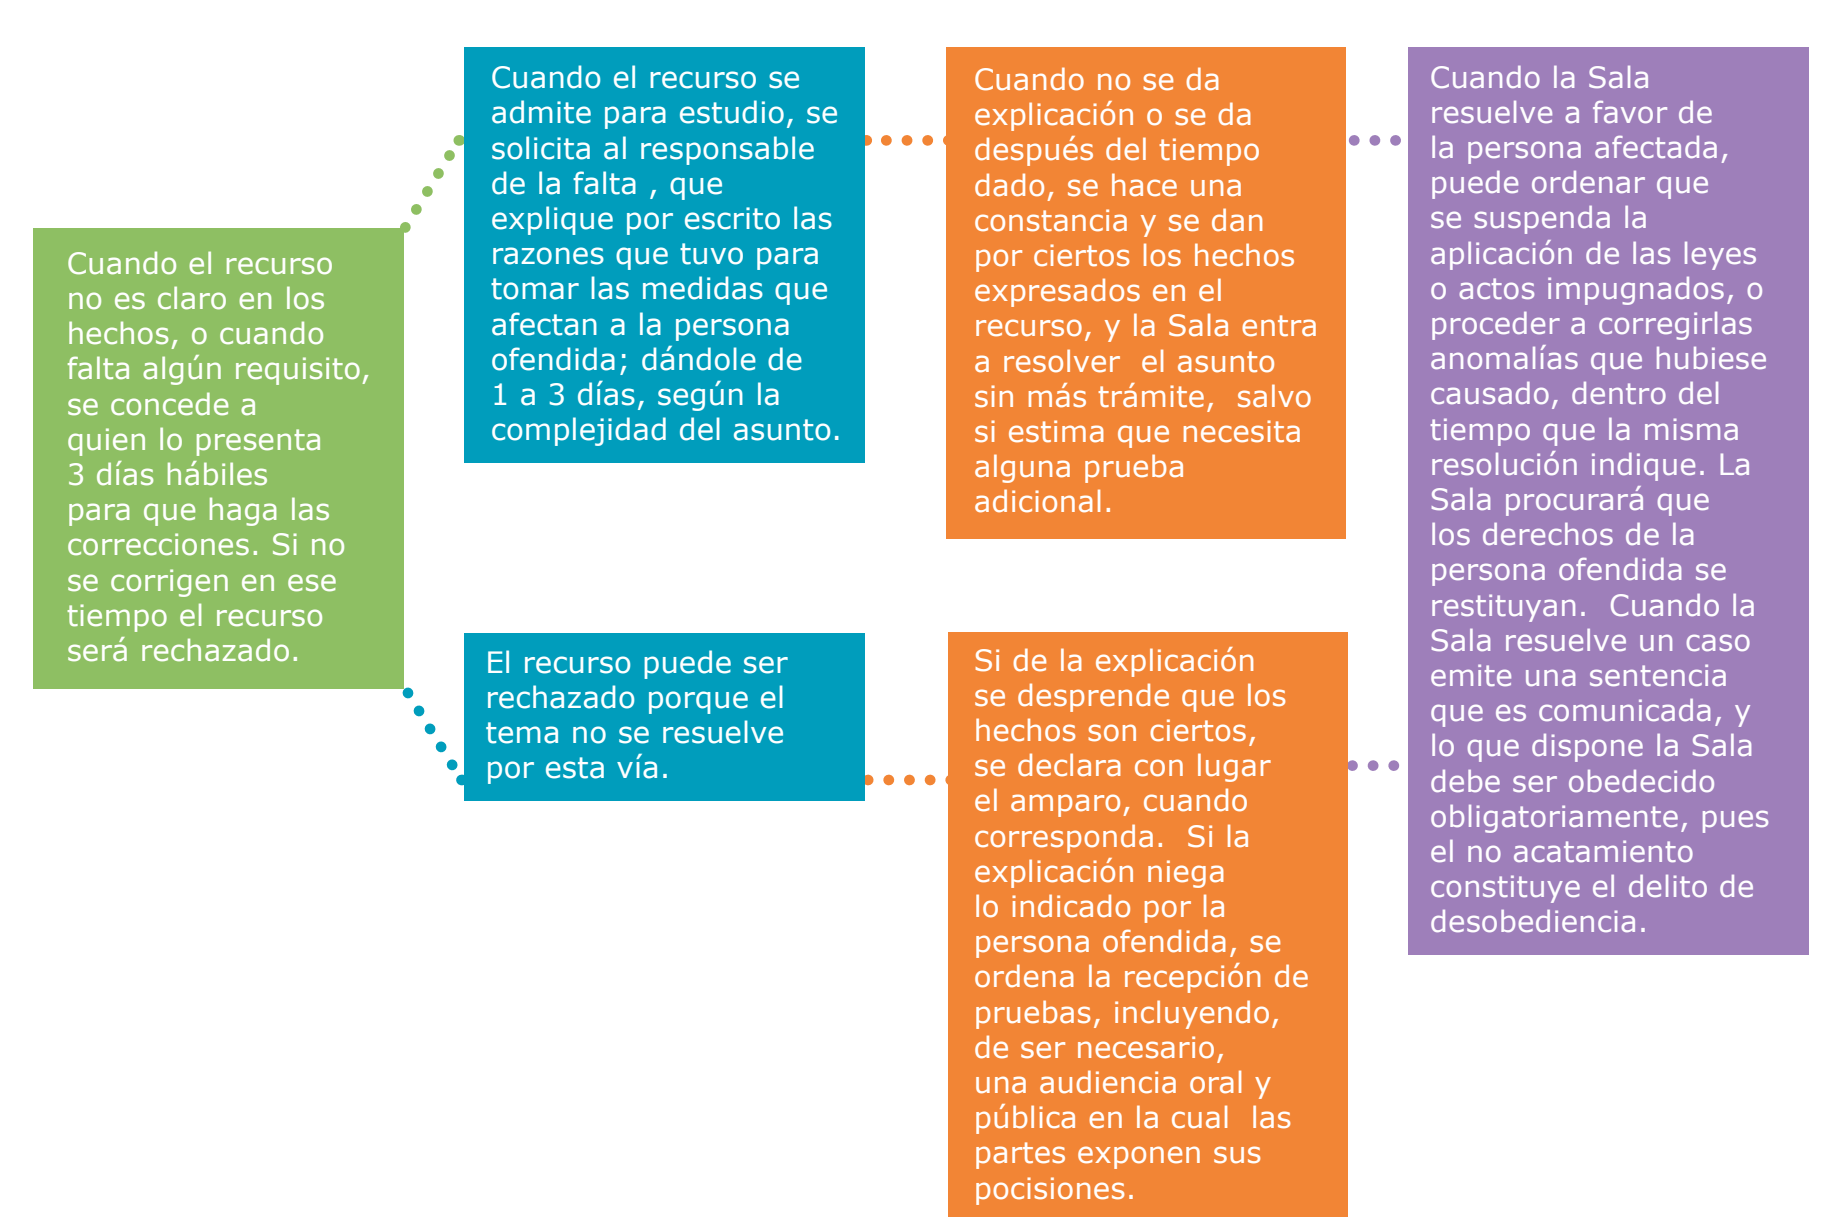 Cuando el recurso
no es claro en los
hechos, o cuando
falta algún requisito,
se concede a
quien lo presenta
3 días hábiles
para que haga las
correcciones. Si no
se corrigen en ese
tiempo el recurso
será rechazado.
Cuando el recurso se
admite para estudio, se
solicita al responsable
de la falta , que
explique por escrito las
razones que tuvo para
tomar las medidas que
afectan a la persona
ofendida; dándole de
1 a 3 días, según la
complejidad del asunto.
El recurso puede ser
rechazado porque el
tema no se resuelve
por esta vía.
Cuando no se da
explicación o se da
después del tiempo
dado, se hace una
constancia y se dan
por ciertos los hechos
expresados en el
recurso, y la Sala entra
a resolver  el asunto
sin más trámite,  salvo
si estima que necesita
alguna prueba
adicional.
Si de la explicación
se desprende que los
hechos son ciertos,
se declara con lugar
el amparo, cuando
corresponda.  Si la
explicación niega
lo indicado por la
persona ofendida, se
ordena la recepción de
pruebas, incluyendo,
de ser necesario,
una audiencia oral y
pública en la cual  las
partes exponen sus
pocisiones.
Cuando la Sala
resuelve a favor de
la persona afectada,
puede ordenar que
se suspenda la
aplicación de las leyes
o actos impugnados, o
proceder a corregirlas
anomalías que hubiese
causado, dentro del
tiempo que la misma
resolución indique. La
Sala procurará que
los derechos de la
persona ofendida se
restituyan.  Cuando la
Sala resuelve un caso
emite una sentencia
que es comunicada, y
lo que dispone la Sala
debe ser obedecido
obligatoriamente, pues
el no acatamiento
constituye el delito de
desobediencia.